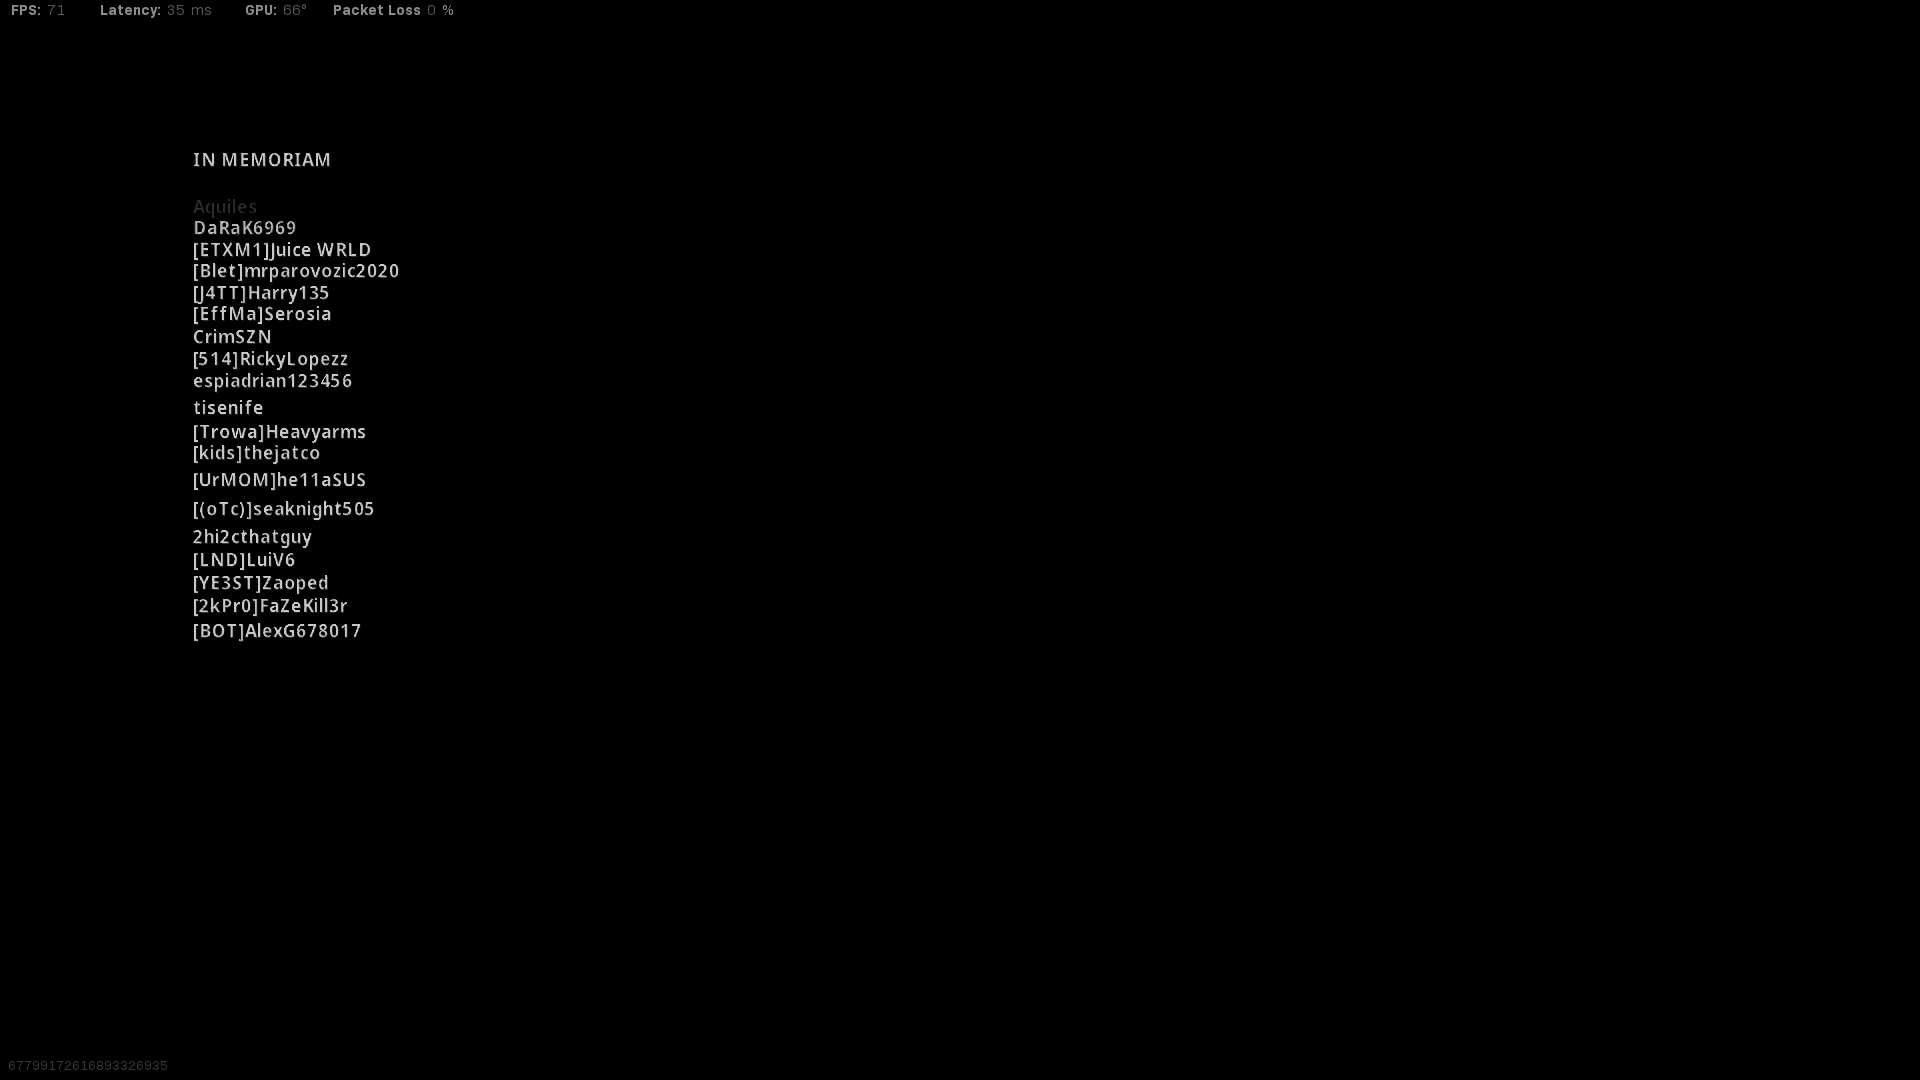 FPS: 71 Latency: 35 ms GPU: 66° Packet Loss 0 %
IN MEMORIAM
Aquiles
DaRaK6969
[ETXM1]Juice WRLD
[Blet]mrparovozic2020
[J4TT]Harry135
[EffMa]Serosia
CrimSZN
[514]RickyLopezz
espiadrian123456
tisenife
[Trowa]Heavyarms
[kids]thejatco
[UrMOM]he11aSUS
[(oTc)]seaknight505
2hi2cthatguy
[LND]LuiV6
[YE3ST]Zaoped
[2kPr0]FaZeKill3r
[BOT]AlexG678017
67799172616893326935